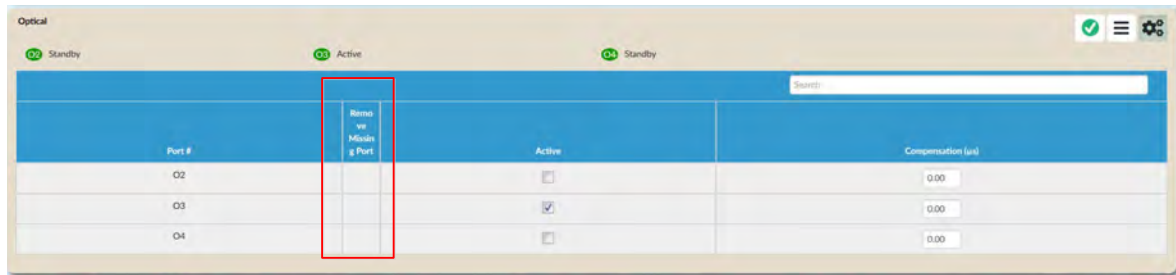 Optical
O2 Standby O3 Active O4 Standby
Search
Port # Remo
ve
Missin
g Port Active Compensation (µs)
O2 0.00
O3 0.00
O4 0.00